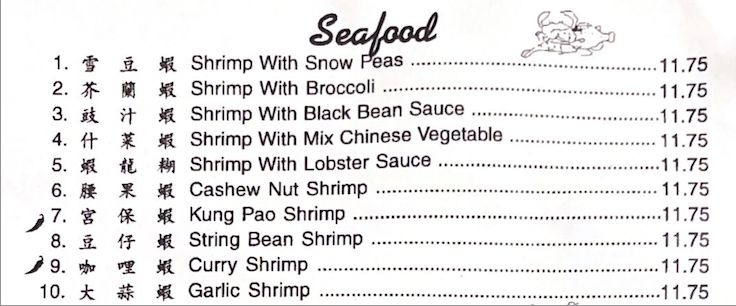 Seafood
1. 雪 豆 蝦 Shrimp With Snow Peas 11.75
2. 芥 蘭 蝦 Shrimp With Broccoli 11.75
3. 豉 汁 蝦 Shrimp With Black Bean Sauce 11.75
4. 什 菜 蝦 Shrimp With Mix Chinese Vegetable 11.75
5. 蝦 龍 糊 Shrimp With Lobster Sauce 11.75
6. 腰 果 蝦 Cashew Nut Shrimp 11.75
7. 宮 保 蝦 Kung Pao Shrimp 11.75
8. 豆 仔 蝦 String Bean Shrimp 11.75
9. 咖 哩 蝦 Curry Shrimp 11.75
10. 大 蒜 蝦 Garlic Shrimp 11.75